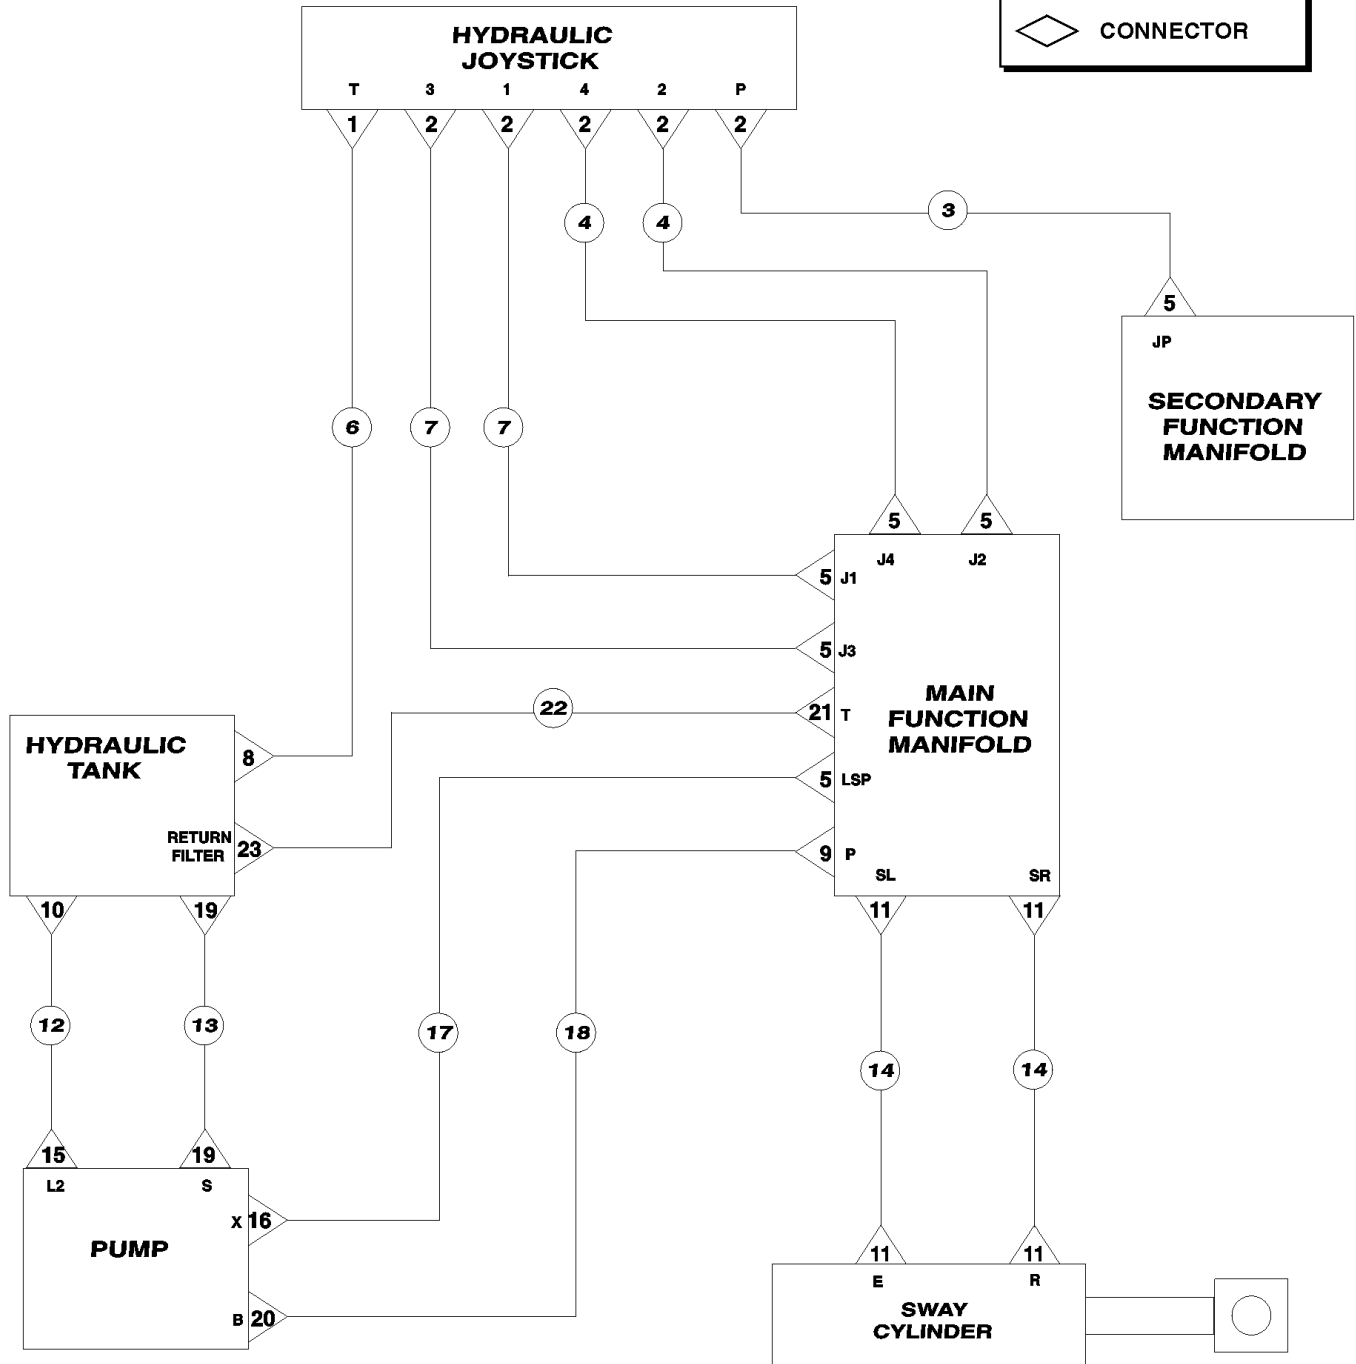 HYDRAULIC
JOYSTICK
CONNECTOR
T 3 1 4 2 P
1 2 2 2 2 2
4 4 3
5
JP
SECONDARY
FUNCTION
MANIFOLD
6 7 7
5 5
J4 J2
5 J1
5 J3
MAIN
FUNCTION
MANIFOLD
22
21 T
HYDRAULIC
TANK
8
5 LSP
RETURN
FILTER
23
9 P
SL SR
10 19
11 11
12 13
17 18
14 14
15 19
L2 S
X 16
PUMP
B 20
11 11
E R
SWAY
CYLINDER